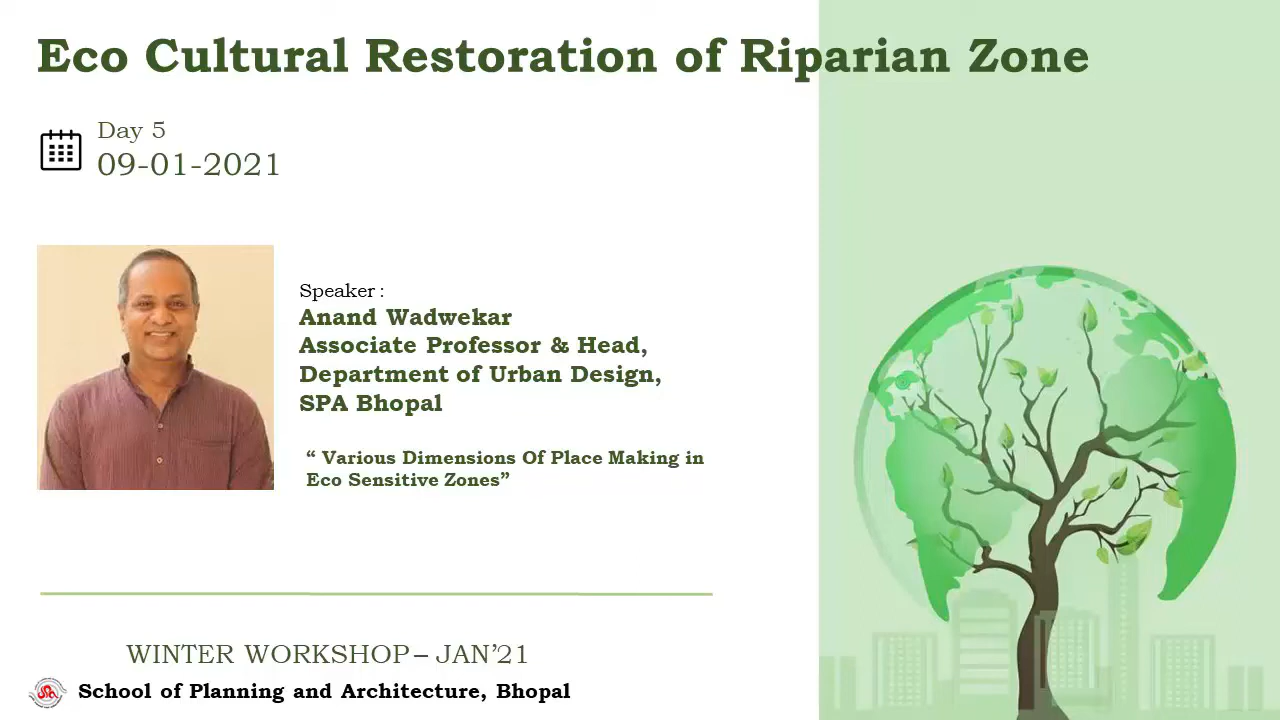 Eco Cultural Restoration of Riparian Zone
Day 5
09-01-2021
Speaker :
Anand Wadwekar
Associate Professor & Head,
Department of Urban Design,
SPA Bhopal
“ Various Dimensions Of Place Making in
Eco Sensitive Zones”
WINTER WORKSHOP – JAN’21
School of Planning and Architecture, Bhopal